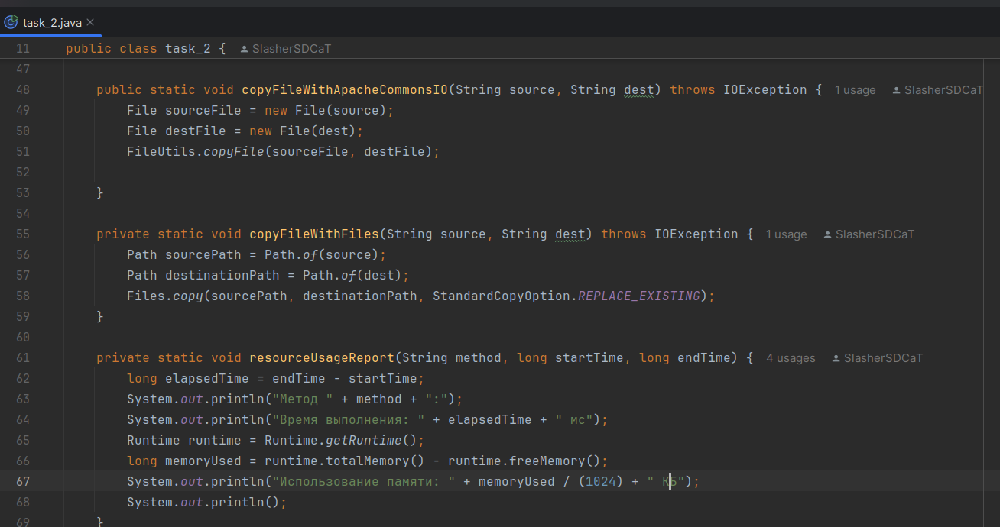 task_2.java
11 public class task_2 { SlasherSDCaT
47
48 public static void copyFileWithApacheCommonsIO(String source, String dest) throws IOException { 1 usage SlasherSDCaT
49 File sourceFile = new File(source);
50 File destFile = new File(dest);
51 FileUtils.copyFile(sourceFile, destFile);
52
53 }
54
55 private static void copyFileWithFiles(String source, String dest) throws IOException { 1 usage SlasherSDCaT
56 Path sourcePath = Path.of(source);
57 Path destinationPath = Path.of(dest);
58 Files.copy(sourcePath, destinationPath, StandardCopyOption.REPLACE_EXISTING);
59 }
60
61 private static void resourceUsageReport(String method, long startTime, long endTime) { 4 usages SlasherSDCaT
62 long elapsedTime = endTime - startTime;
63 System.out.println("Метод " + method + ":");
64 System.out.println("Время выполнения: " + elapsedTime + " мс");
65 Runtime runtime = Runtime.getRuntime();
66 long memoryUsed = runtime.totalMemory() - runtime.freeMemory();
67 System.out.println("Использование памяти: " + memoryUsed / (1024) + " КБ");
68 System.out.println();
69 }